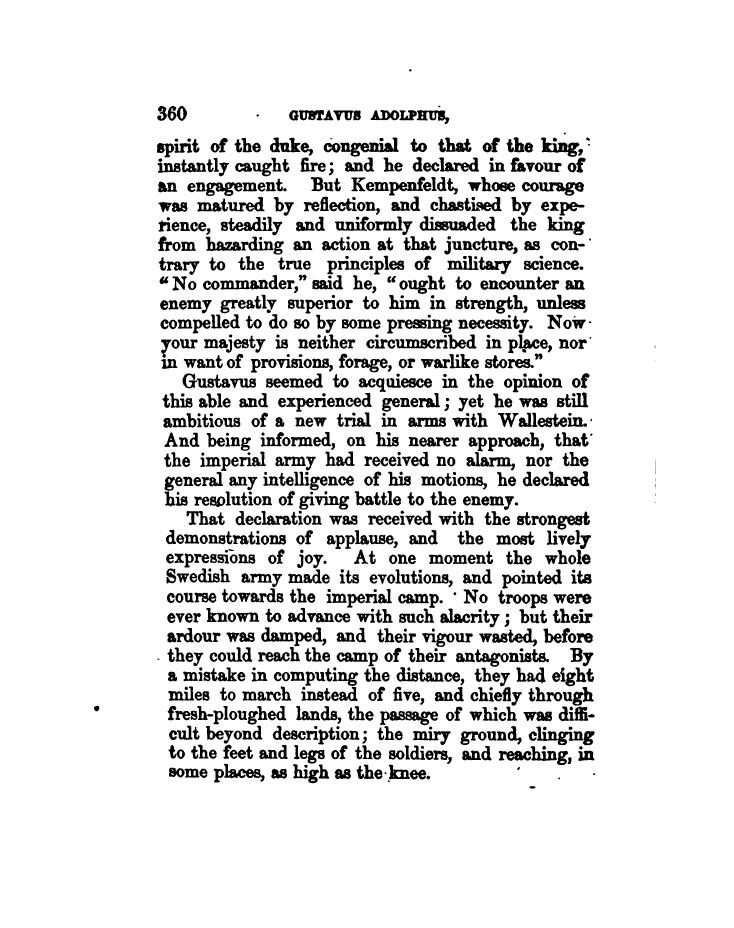 360 GUSTAVUS ADOLPHUS,
spirit of the duke, congenial to that of the king,
instantly caught fire; and he declared in favour of
an engagement. But Kempenfeldt, whose courage
was matured by reflection, and chastised by expe-
rience, steadily and uniformly dissuaded the king
from hazarding an action at that juncture, as con-
trary to the true principles of military science.
“No commander,” said he, “ought to encounter an
enemy greatly superior to him in strength, unless
compelled to do so by some pressing necessity. Now
your majesty is neither circumscribed in place, nor
in want of provisions, forage, or warlike stores.”
Gustavus seemed to acquiesce in the opinion of
this able and experienced general; yet he was still
ambitious of a new trial in arms with Wallestein.
And being informed, on his nearer approach, that
the imperial army had received no alarm, nor the
general any intelligence of his motions, he declared
his resolution of giving battle to the enemy.
That declaration was received with the strongest
demonstrations of applause, and the most lively
expressions of joy. At one moment the whole
Swedish army made its evolutions, and pointed its
course towards the imperial camp. No troops were
ever known to advance with such alacrity; but their
ardour was damped, and their vigour wasted, before
they could reach the camp of their antagonists. By
a mistake in computing the distance, they had eight
miles to march instead of five, and chiefly through
fresh-ploughed lands, the passage of which was diffi-
cult beyond description; the miry ground, clinging
to the feet and legs of the soldiers, and reaching, in
some places, as high as the knee.